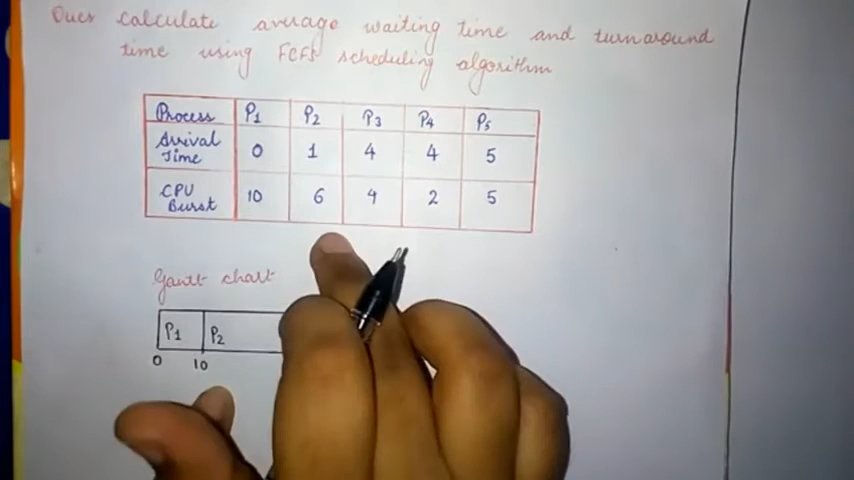 Ques calculate average waiting time and turnaround
time using FCFS scheduling algorithm
Process P1 P2 P3 P4 P5
Arrival Time 0 1 4 4 5
CPU Burst 10 6 4 2 5
Gantt chart
P1 P2
0 10